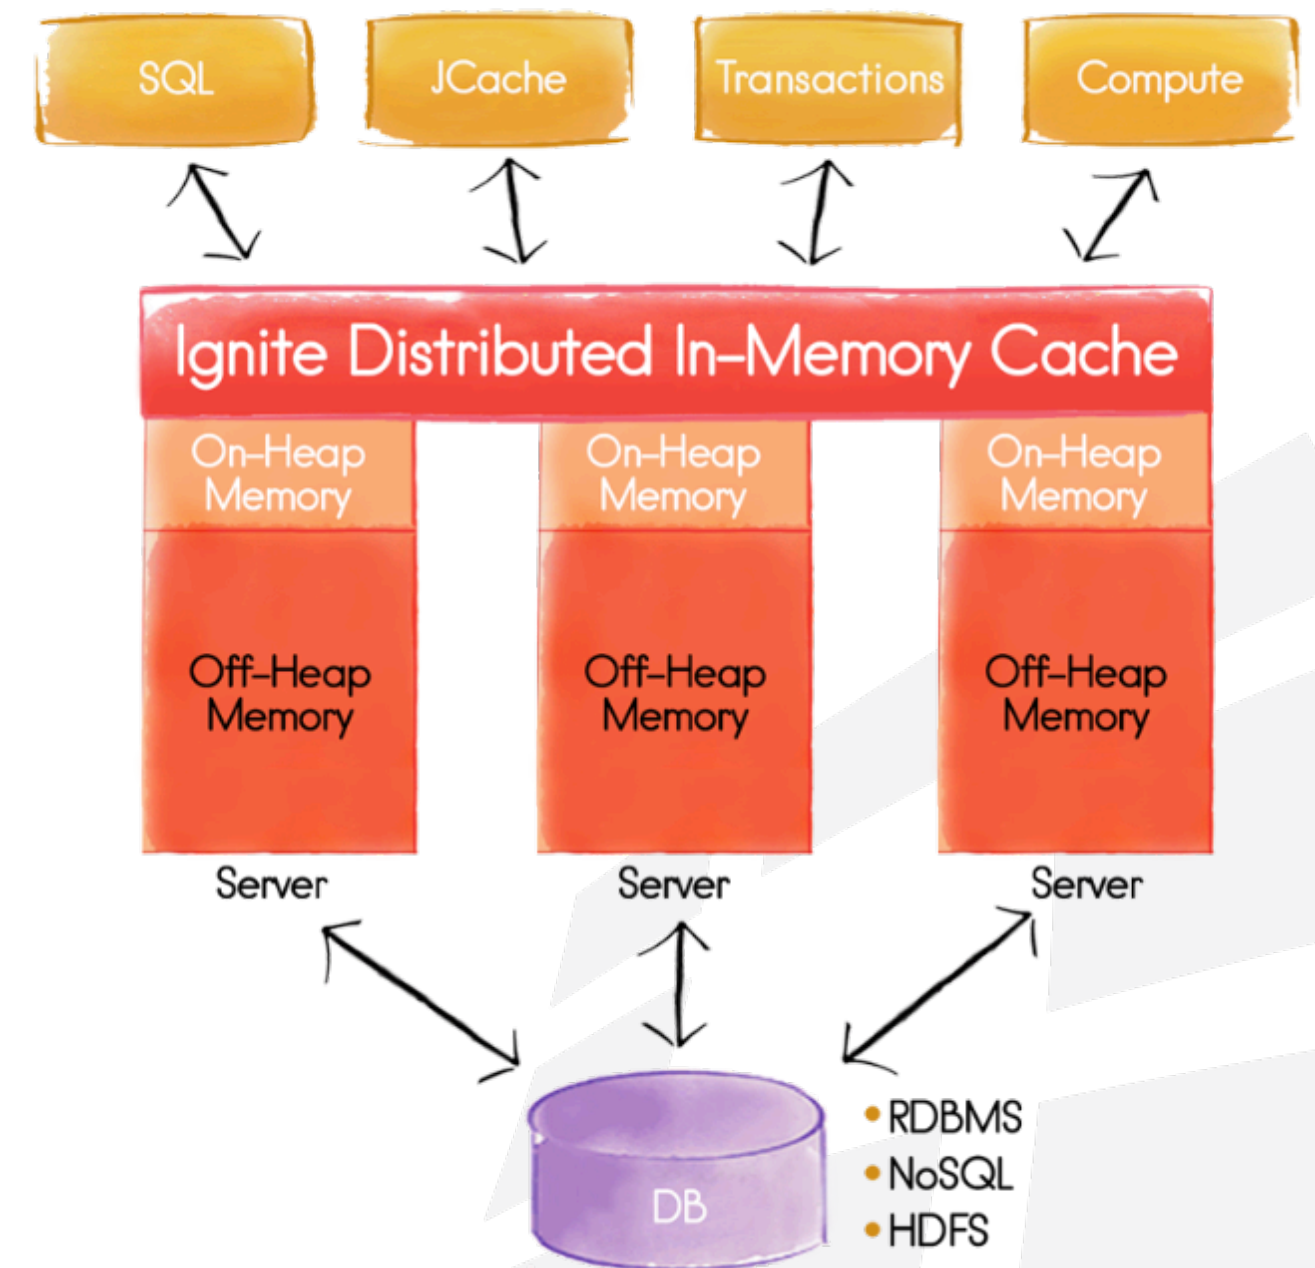 SQL
JCache
Transactions
Compute
Ignite Distributed In-Memory Cache
On-Heap
Memory
On-Heap
Memory
On-Heap
Memory
Off-Heap
Memory
Off-Heap
Memory
Off-Heap
Memory
Server
Server
Server
DB
• RDBMS
• NoSQL
• HDFS